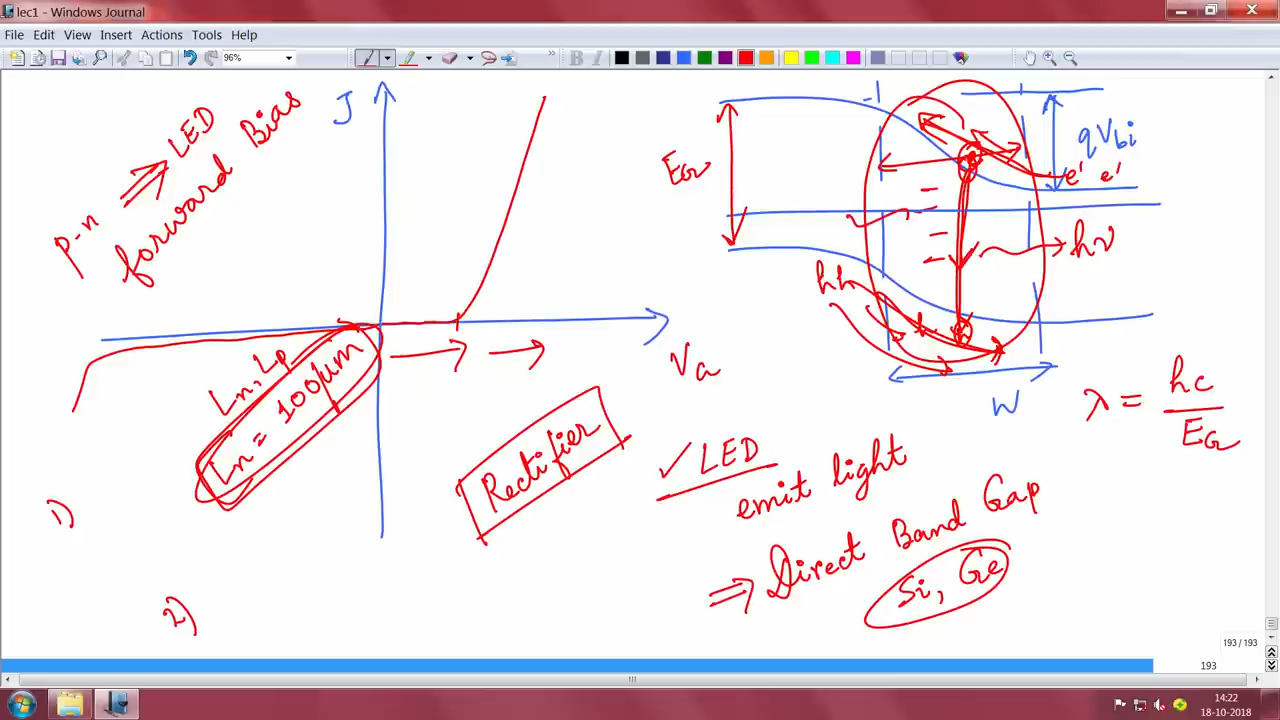 lec1 - Windows Journal
File Edit View Insert Actions Tools Help
96%
p-n ⇒ LED
forward Bias
J
Va
Ln, Lp
Ln = 100μm
1)
2)
Rectifier
EG
-1
qVbi
e' e'
hν
hh
h
W
λ = hc / EG
✓ LED
emit light
⇒ Direct Band Gap
Si, Ge
193 / 193
193
14:22
18-10-2018